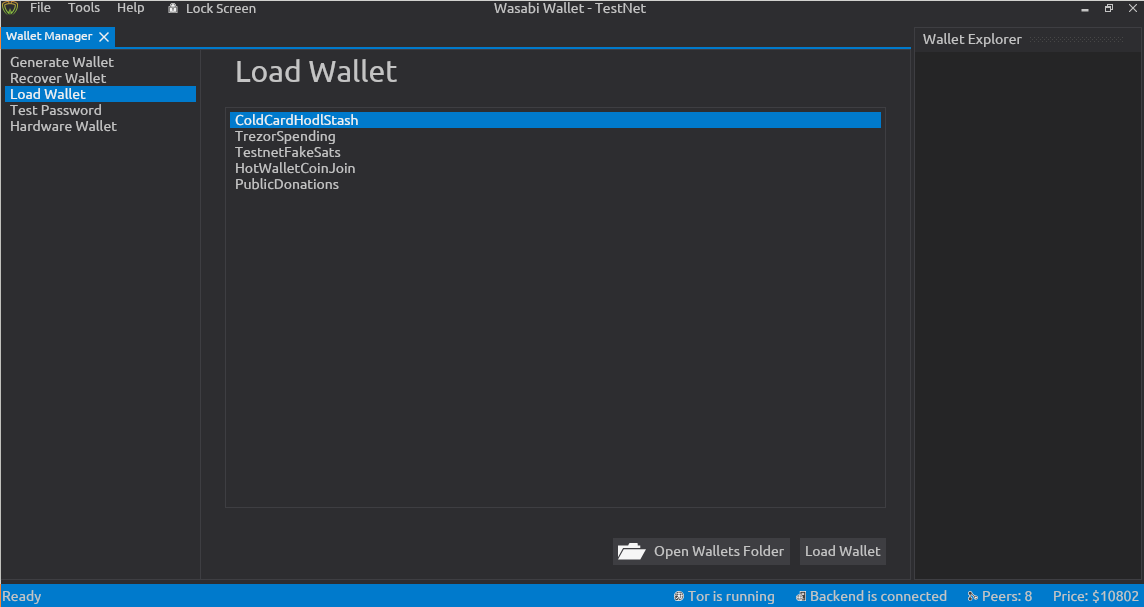 File Tools Help Lock Screen Wasabi Wallet - TestNet
Wallet Manager
Wallet Explorer
Generate Wallet
Recover Wallet
Load Wallet
Test Password
Hardware Wallet
Load Wallet
ColdCardHodlStash
TrezorSpending
TestnetFakeSats
HotWalletCoinJoin
PublicDonations
Open Wallets Folder Load Wallet
Ready Tor is running Backend is connected Peers: 8 Price: $10802